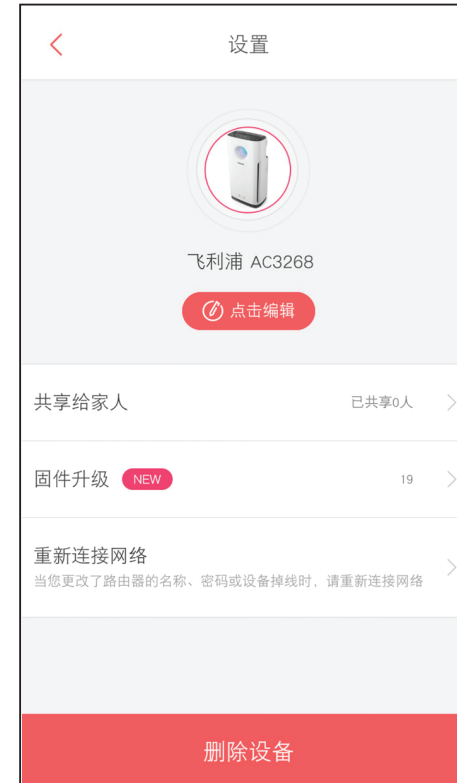 设置
飞利浦 AC3268
点击编辑
共享给家人 已共享0人
固件升级 NEW 19
重新连接网络
当您更改了路由器的名称、密码或设备掉线时，请重新连接网络
删除设备